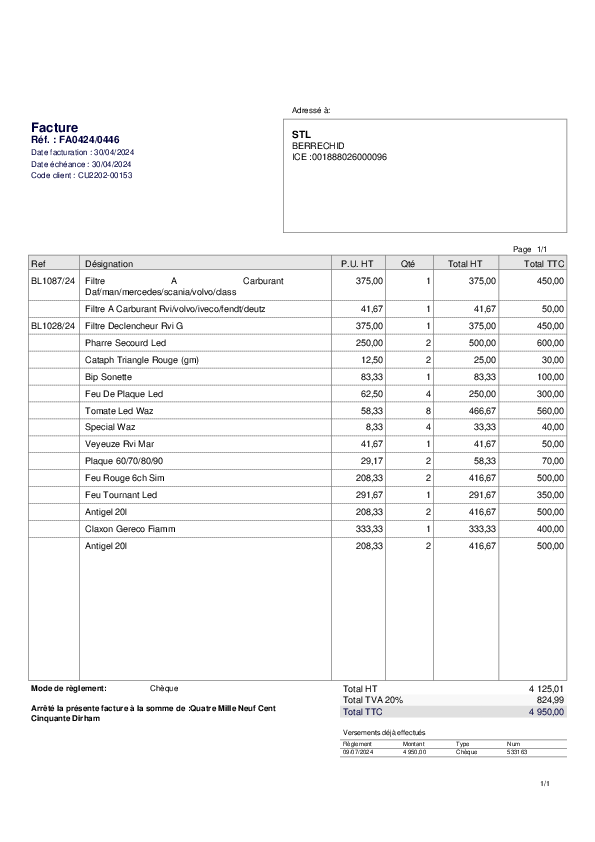 Adressé à:
Facture
Réf. : FA0424/0446
Date facturation : 30/04/2024
Date échéance : 30/04/2024
Code client : CU2202-00153
STL
BERRECHID
ICE :001888026000096
Page 1/1
Ref Désignation P.U. HT Qté Total HT Total TTC
BL1087/24 Filtre A Carburant 375,00 1 375,00 450,00
Daf/man/mercedes/scania/volvo/class
Filtre A Carburant Rvi/volvo/iveco/fendt/deutz 41,67 1 41,67 50,00
BL1028/24 Filtre Declencheur Rvi G 375,00 1 375,00 450,00
Pharre Secourd Led 250,00 2 500,00 600,00
Cataph Triangle Rouge (gm) 12,50 2 25,00 30,00
Bip Sonette 83,33 1 83,33 100,00
Feu De Plaque Led 62,50 4 250,00 300,00
Tomate Led Waz 58,33 8 466,67 560,00
Special Waz 8,33 4 33,33 40,00
Veyeuze Rvi Mar 41,67 1 41,67 50,00
Plaque 60/70/80/90 29,17 2 58,33 70,00
Feu Rouge 6ch Sim 208,33 2 416,67 500,00
Feu Tournant Led 291,67 1 291,67 350,00
Antigel 20l 208,33 2 416,67 500,00
Claxon Gereco Fiamm 333,33 1 333,33 400,00
Antigel 20l 208,33 2 416,67 500,00
Mode de règlement: Chèque
Total HT 4 125,01
Total TVA 20% 824,99
Total TTC 4 950,00
Arrêté la présente facture à la somme de :Quatre Mille Neuf Cent
Cinquante Dirham
Versements déjà effectués
Règlement Montant Type Num
09/07/2024 4 950,00 Chèque 533163
1/1